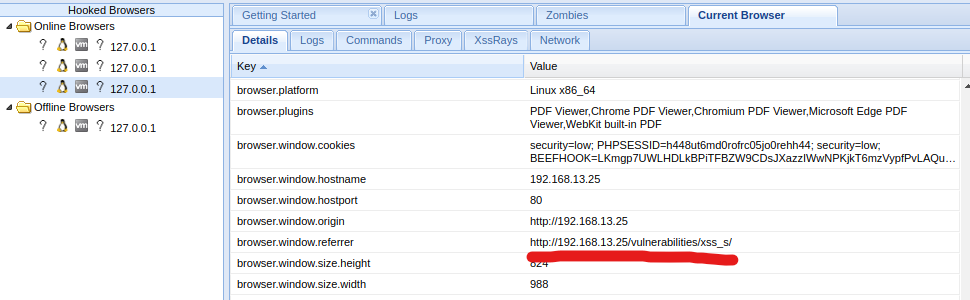 Hooked Browsers
Getting Started
Logs
Zombies
Current Browser
Online Browsers
Details
Logs
Commands
Proxy
XssRays
Network
? vm ? 127.0.0.1
? vm ? 127.0.0.1
? vm ? 127.0.0.1
Offline Browsers
? vm ? 127.0.0.1
Key Value
browser.platform Linux x86_64
browser.plugins PDF Viewer,Chrome PDF Viewer,Chromium PDF Viewer,Microsoft Edge PDF
Viewer,WebKit built-in PDF
browser.window.cookies security=low; PHPSESSID=h448ut6md0rofrc05jo0rehh44; security=low;
BEEFHOOK=LKmgp7UWLHDLkBPiTFBZW9CDsJXazzIWwNPKjkT6mzVypfPvLAQu...
browser.window.hostname 192.168.13.25
browser.window.hostport 80
browser.window.origin http://192.168.13.25
browser.window.referrer http://192.168.13.25/vulnerabilities/xss_s/
browser.window.size.height 824
browser.window.size.width 988